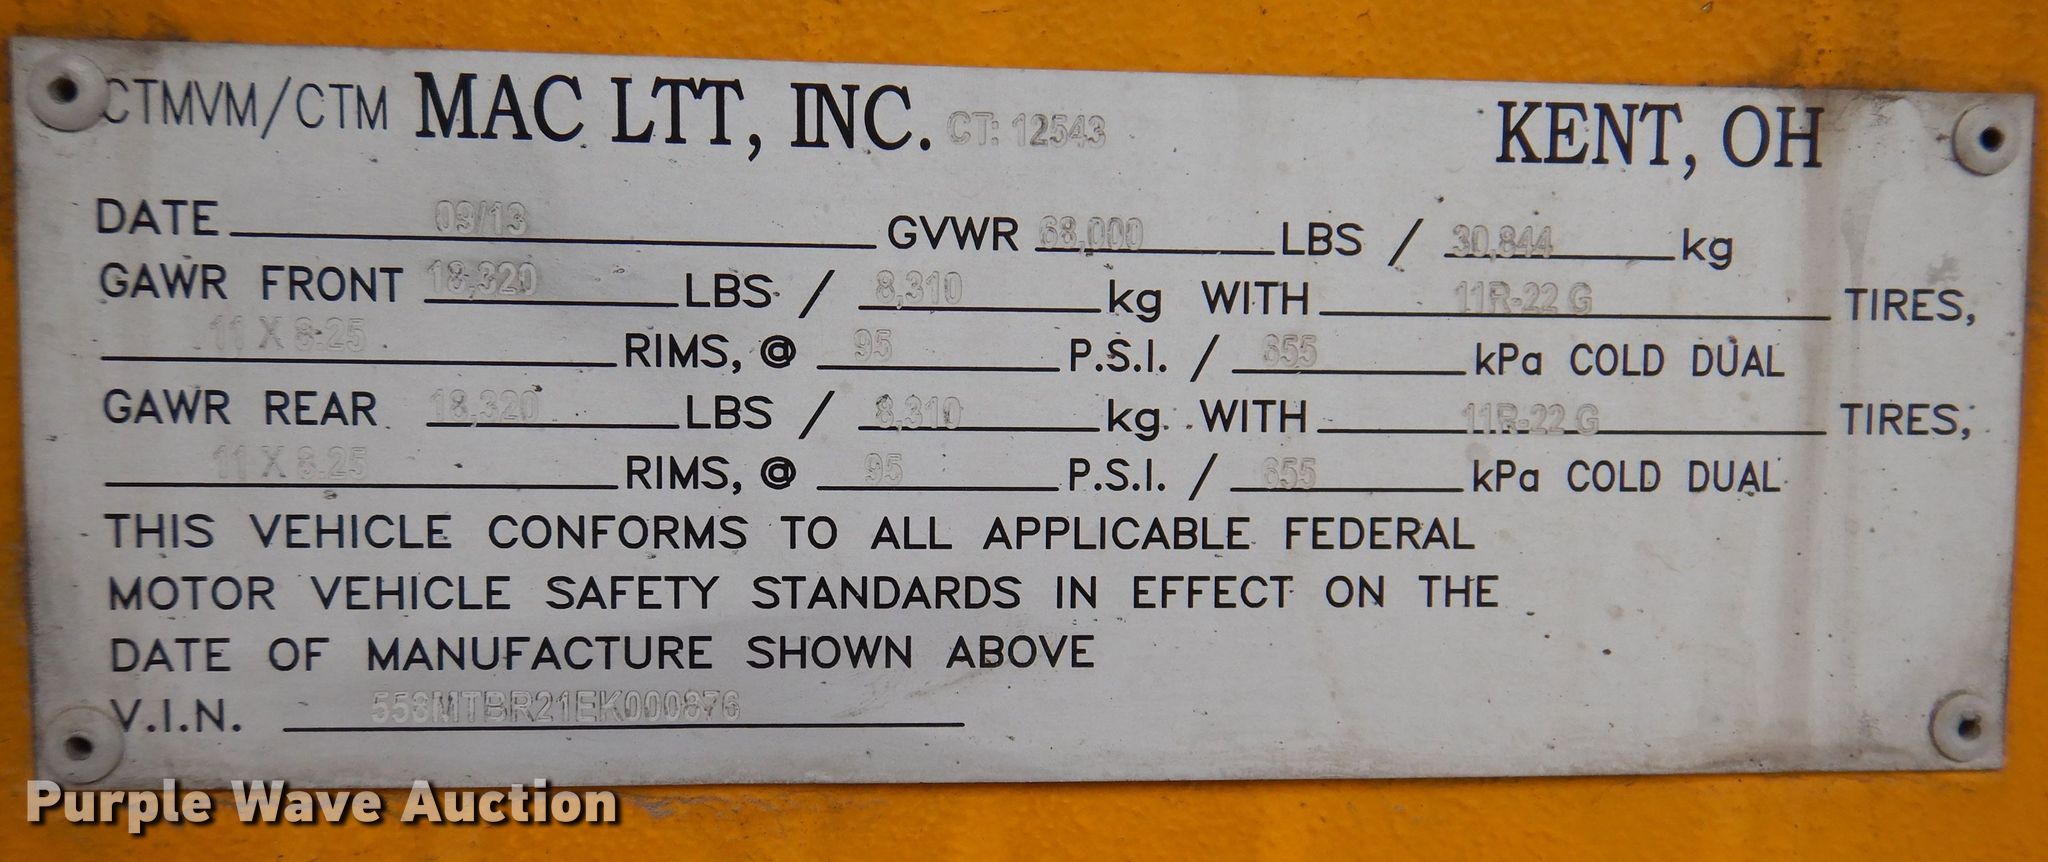 CTMVM/CTM MAC LTT, INC. CT: 12543 KENT, OH
DATE 09/13 GVWR 68,000 LBS / 30,844 kg
GAWR FRONT 18,320 LBS / 8,310 kg WITH 11R-22 G TIRES,
11 X 8.25 RIMS, @ 95 P.S.I. / 655 kPa COLD DUAL
GAWR REAR 18,320 LBS / 8,310 kg WITH 11R-22 G TIRES,
11 X 8.25 RIMS, @ 95 P.S.I. / 655 kPa COLD DUAL
THIS VEHICLE CONFORMS TO ALL APPLICABLE FEDERAL
MOTOR VEHICLE SAFETY STANDARDS IN EFFECT ON THE
DATE OF MANUFACTURE SHOWN ABOVE
V.I.N. 5S8MTBR21EK000876
Purple Wave Auction